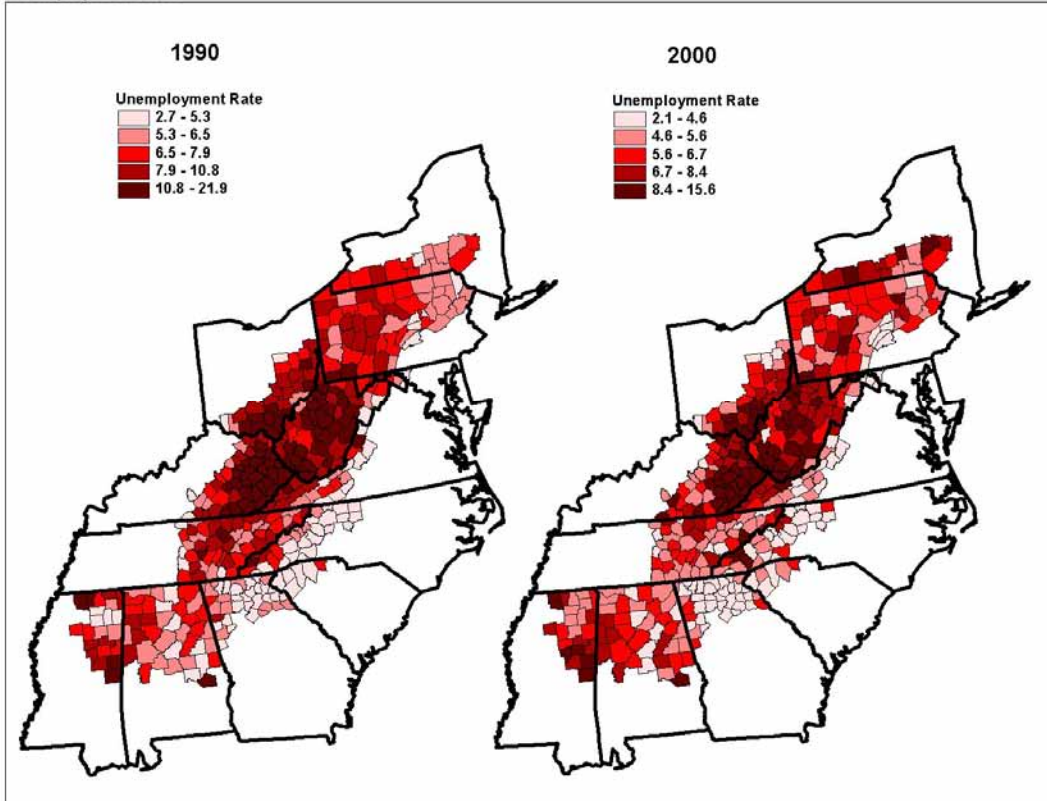 1990
Unemployment Rate
2.7 - 5.3
5.3 - 6.5
6.5 - 7.9
7.9 - 10.8
10.8 - 21.9
2000
Unemployment Rate
2.1 - 4.6
4.6 - 5.6
5.6 - 6.7
6.7 - 8.4
8.4 - 15.6